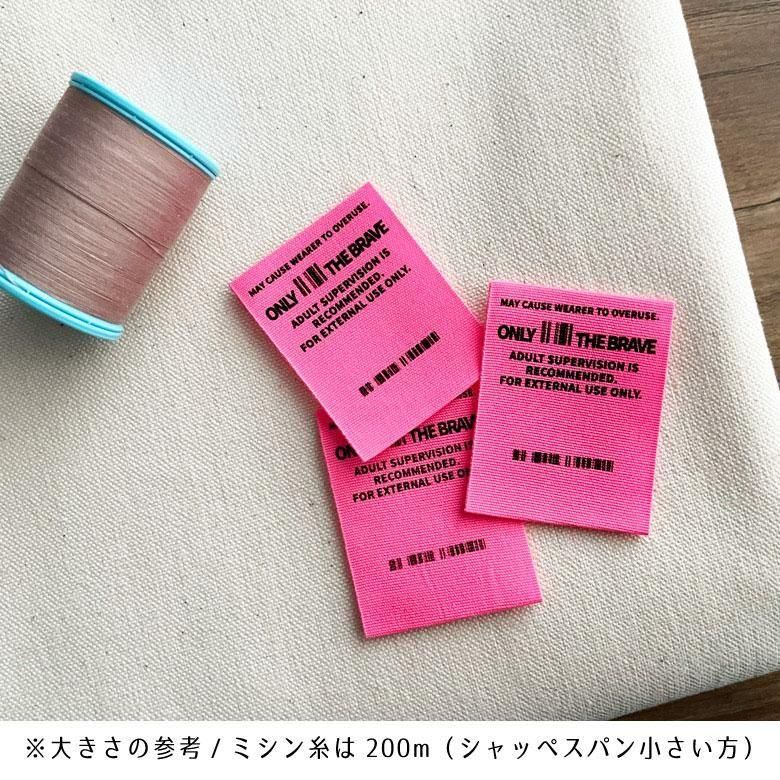 MAY CAUSE WEARER TO OVERUSE.
ONLY THE BRAVE
ADULT SUPERVISION IS
RECOMMENDED.
FOR EXTERNAL USE ONLY.
MAY CAUSE WEARER TO OVERUSE.
ONLY THE BRAVE
ADULT SUPERVISION IS
RECOMMENDED.
FOR EXTERNAL USE ONLY.
THE BRAV
ADULT SUPERVISION IS
RECOMMENDED.
FOR EXTERNAL USE
※大きさの参考 / ミシン糸は 200m（シャッペスパン小さい方）